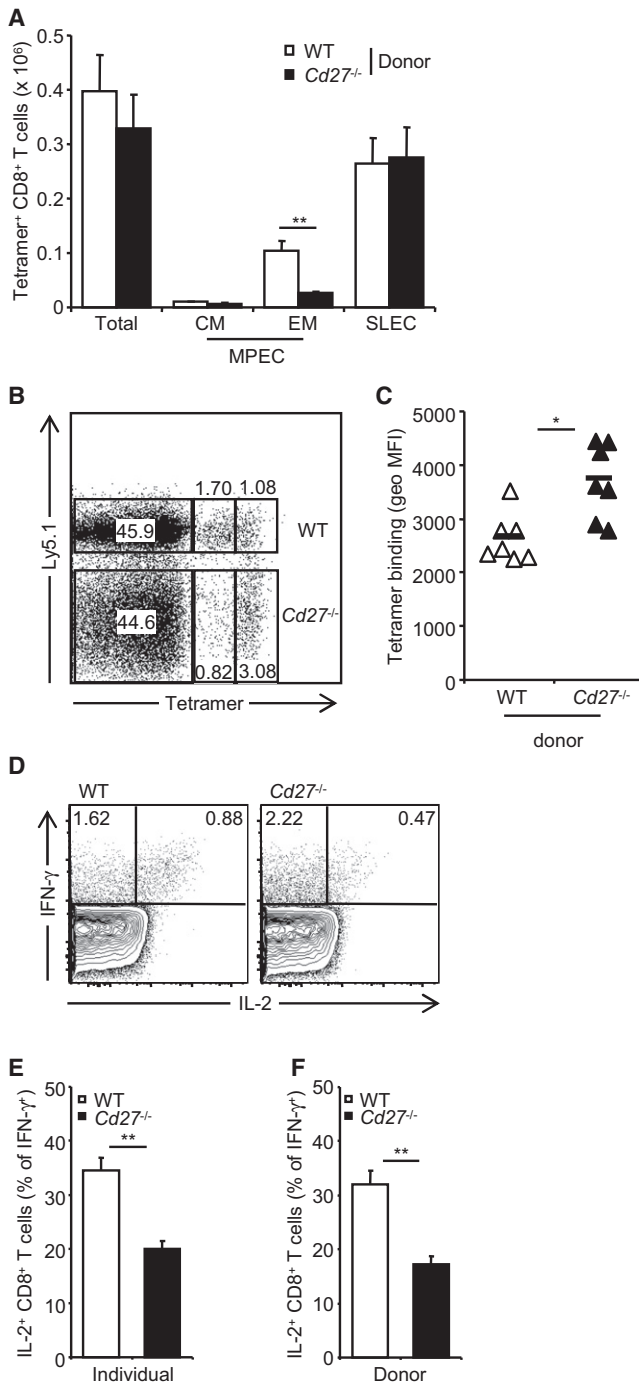 A
Tetramer⁺ CD8⁺ T cells (x 10⁶)
0.5
0.4
0.3
0.2
0.1
0
WT
Cd27⁻/⁻
Donor
**
Total
CM
EM
SLEC
MPEC
B
Ly5.1
1.70
1.08
45.9
WT
44.6
Cd27⁻/⁻
0.82
3.08
Tetramer
C
Tetramer binding (geo MFI)
5000
4000
3000
2000
1000
0
*
WT
Cd27⁻/⁻
donor
D
WT
Cd27⁻/⁻
1.62
0.88
2.22
0.47
IFN-γ
IL-2
E
IL-2⁺ CD8⁺ T cells (% of IFN-γ⁺)
50
40
30
20
10
0
WT
Cd27⁻/⁻
**
Individual
F
IL-2⁺ CD8⁺ T cells (% of IFN-γ⁺)
50
40
30
20
10
0
WT
Cd27⁻/⁻
**
Donor